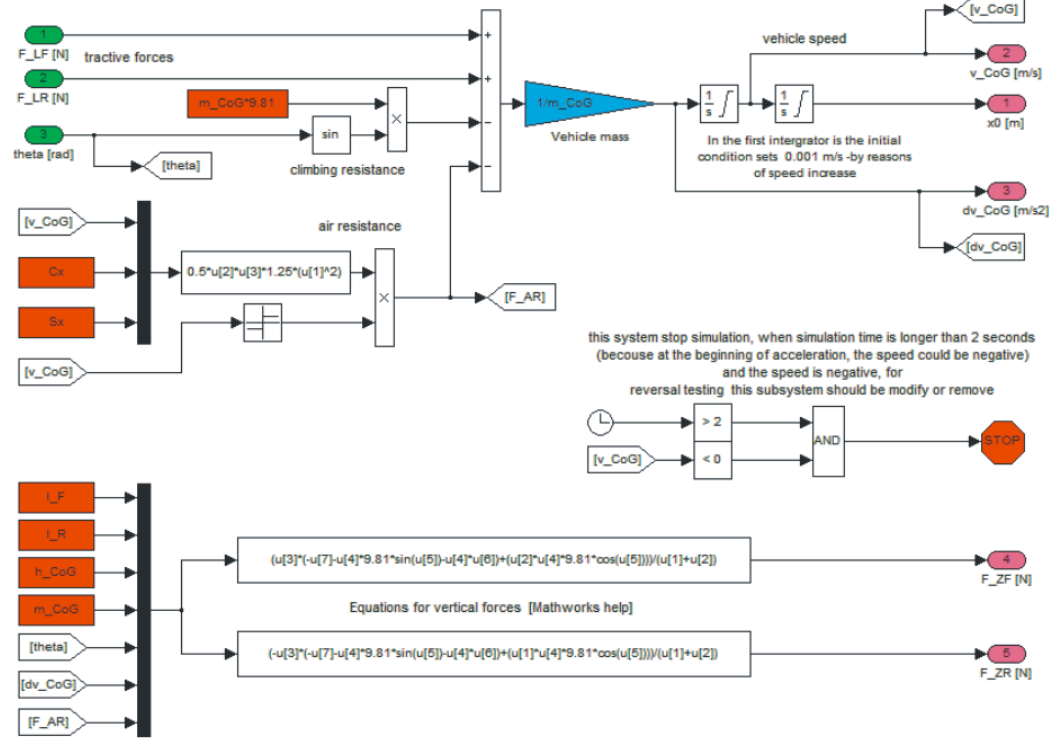 1
F_LF [N]
tractive forces
2
F_LR [N]
3
theta [rad]
[theta]
m_CoG*9.81
sin
×
climbing resistance
+
+
−
−
1/m_CoG
Vehicle mass
1
s
1
s
vehicle speed
[v_CoG]
2
v_CoG [m/s]
1
x0 [m]
In the first intergrator is the initial
condition sets 0.001 m/s -by reasons
of speed increase
3
dv_CoG [m/s2]
[dv_CoG]
air resistance
[v_CoG]
Cx
Sx
[v_CoG]
0.5*u[2]*u[3]*1.25*(u[1]^2)
×
[F_AR]
this system stop simulation, when simulation time is longer than 2 seconds
(becouse at the beginning of acceleration, the speed could be negative)
and the speed is negative, for
reversal testing this subsystem should be modify or remove
> 2
[v_CoG]
< 0
AND
STOP
l_F
l_R
h_CoG
m_CoG
[theta]
[dv_CoG]
[F_AR]
(u[3]*(-u[7]-u[4]*9.81*sin(u[5])-u[4]*u[6])+(u[2]*u[4]*9.81*cos(u[5])))/(u[1]+u[2])
4
F_ZF [N]
Equations for vertical forces [Mathworks help]
(-u[3]*(-u[7]-u[4]*9.81*sin(u[5])-u[4]*u[6])+(u[1]*u[4]*9.81*cos(u[5])))/(u[1]+u[2])
5
F_ZR [N]